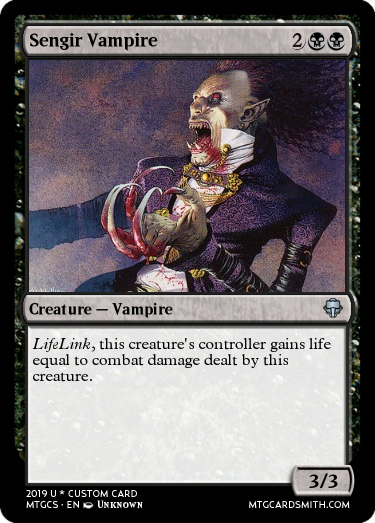 Sengir Vampire 2
Creature — Vampire
LifeLink, this creature's controller gains life
equal to combat damage dealt by this
creature.
3/3
2019 U * CUSTOM CARD
MTGCS · EN UNKNOWN
MTGCARDSMITH.COM